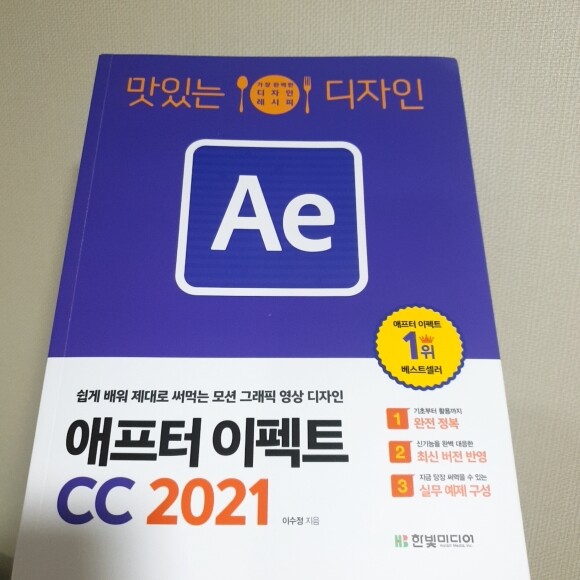 맛있는 디자인
가장 완벽한
디자인
레시피
Ae
애프터 이펙트
1위
베스트셀러
쉽게 배워 제대로 써먹는 모션 그래픽 영상 디자인
애프터 이펙트
CC 2021
이수정 지음
1 기초부터 활용까지
완전 정복
2 신기능을 완벽 대응한
최신 버전 반영
3 지금 당장 써먹을 수 있는
실무 예제 구성
HB 한빛미디어
Hanbit Media, Inc.